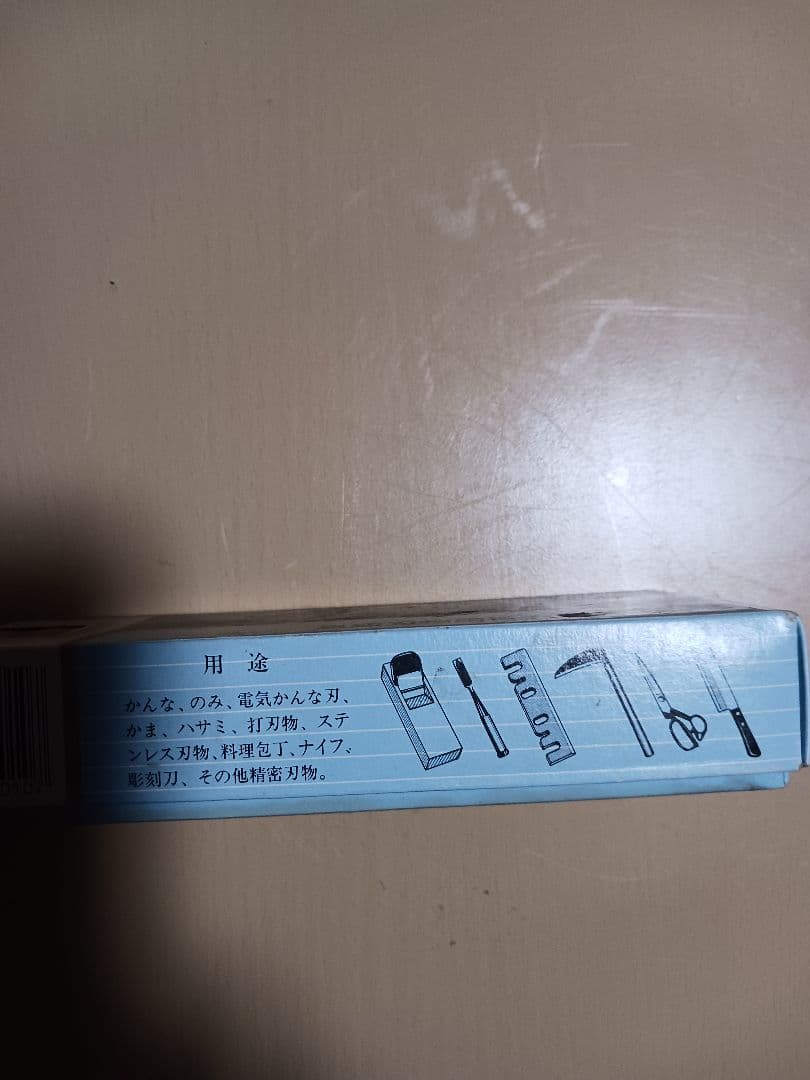 用途
かんな、のみ、電気かんな刃、
かま、ハサミ、打刃物、ステ
ンレス刃物、料理包丁、ナイフ、
彫刻刀、その他精密刃物。